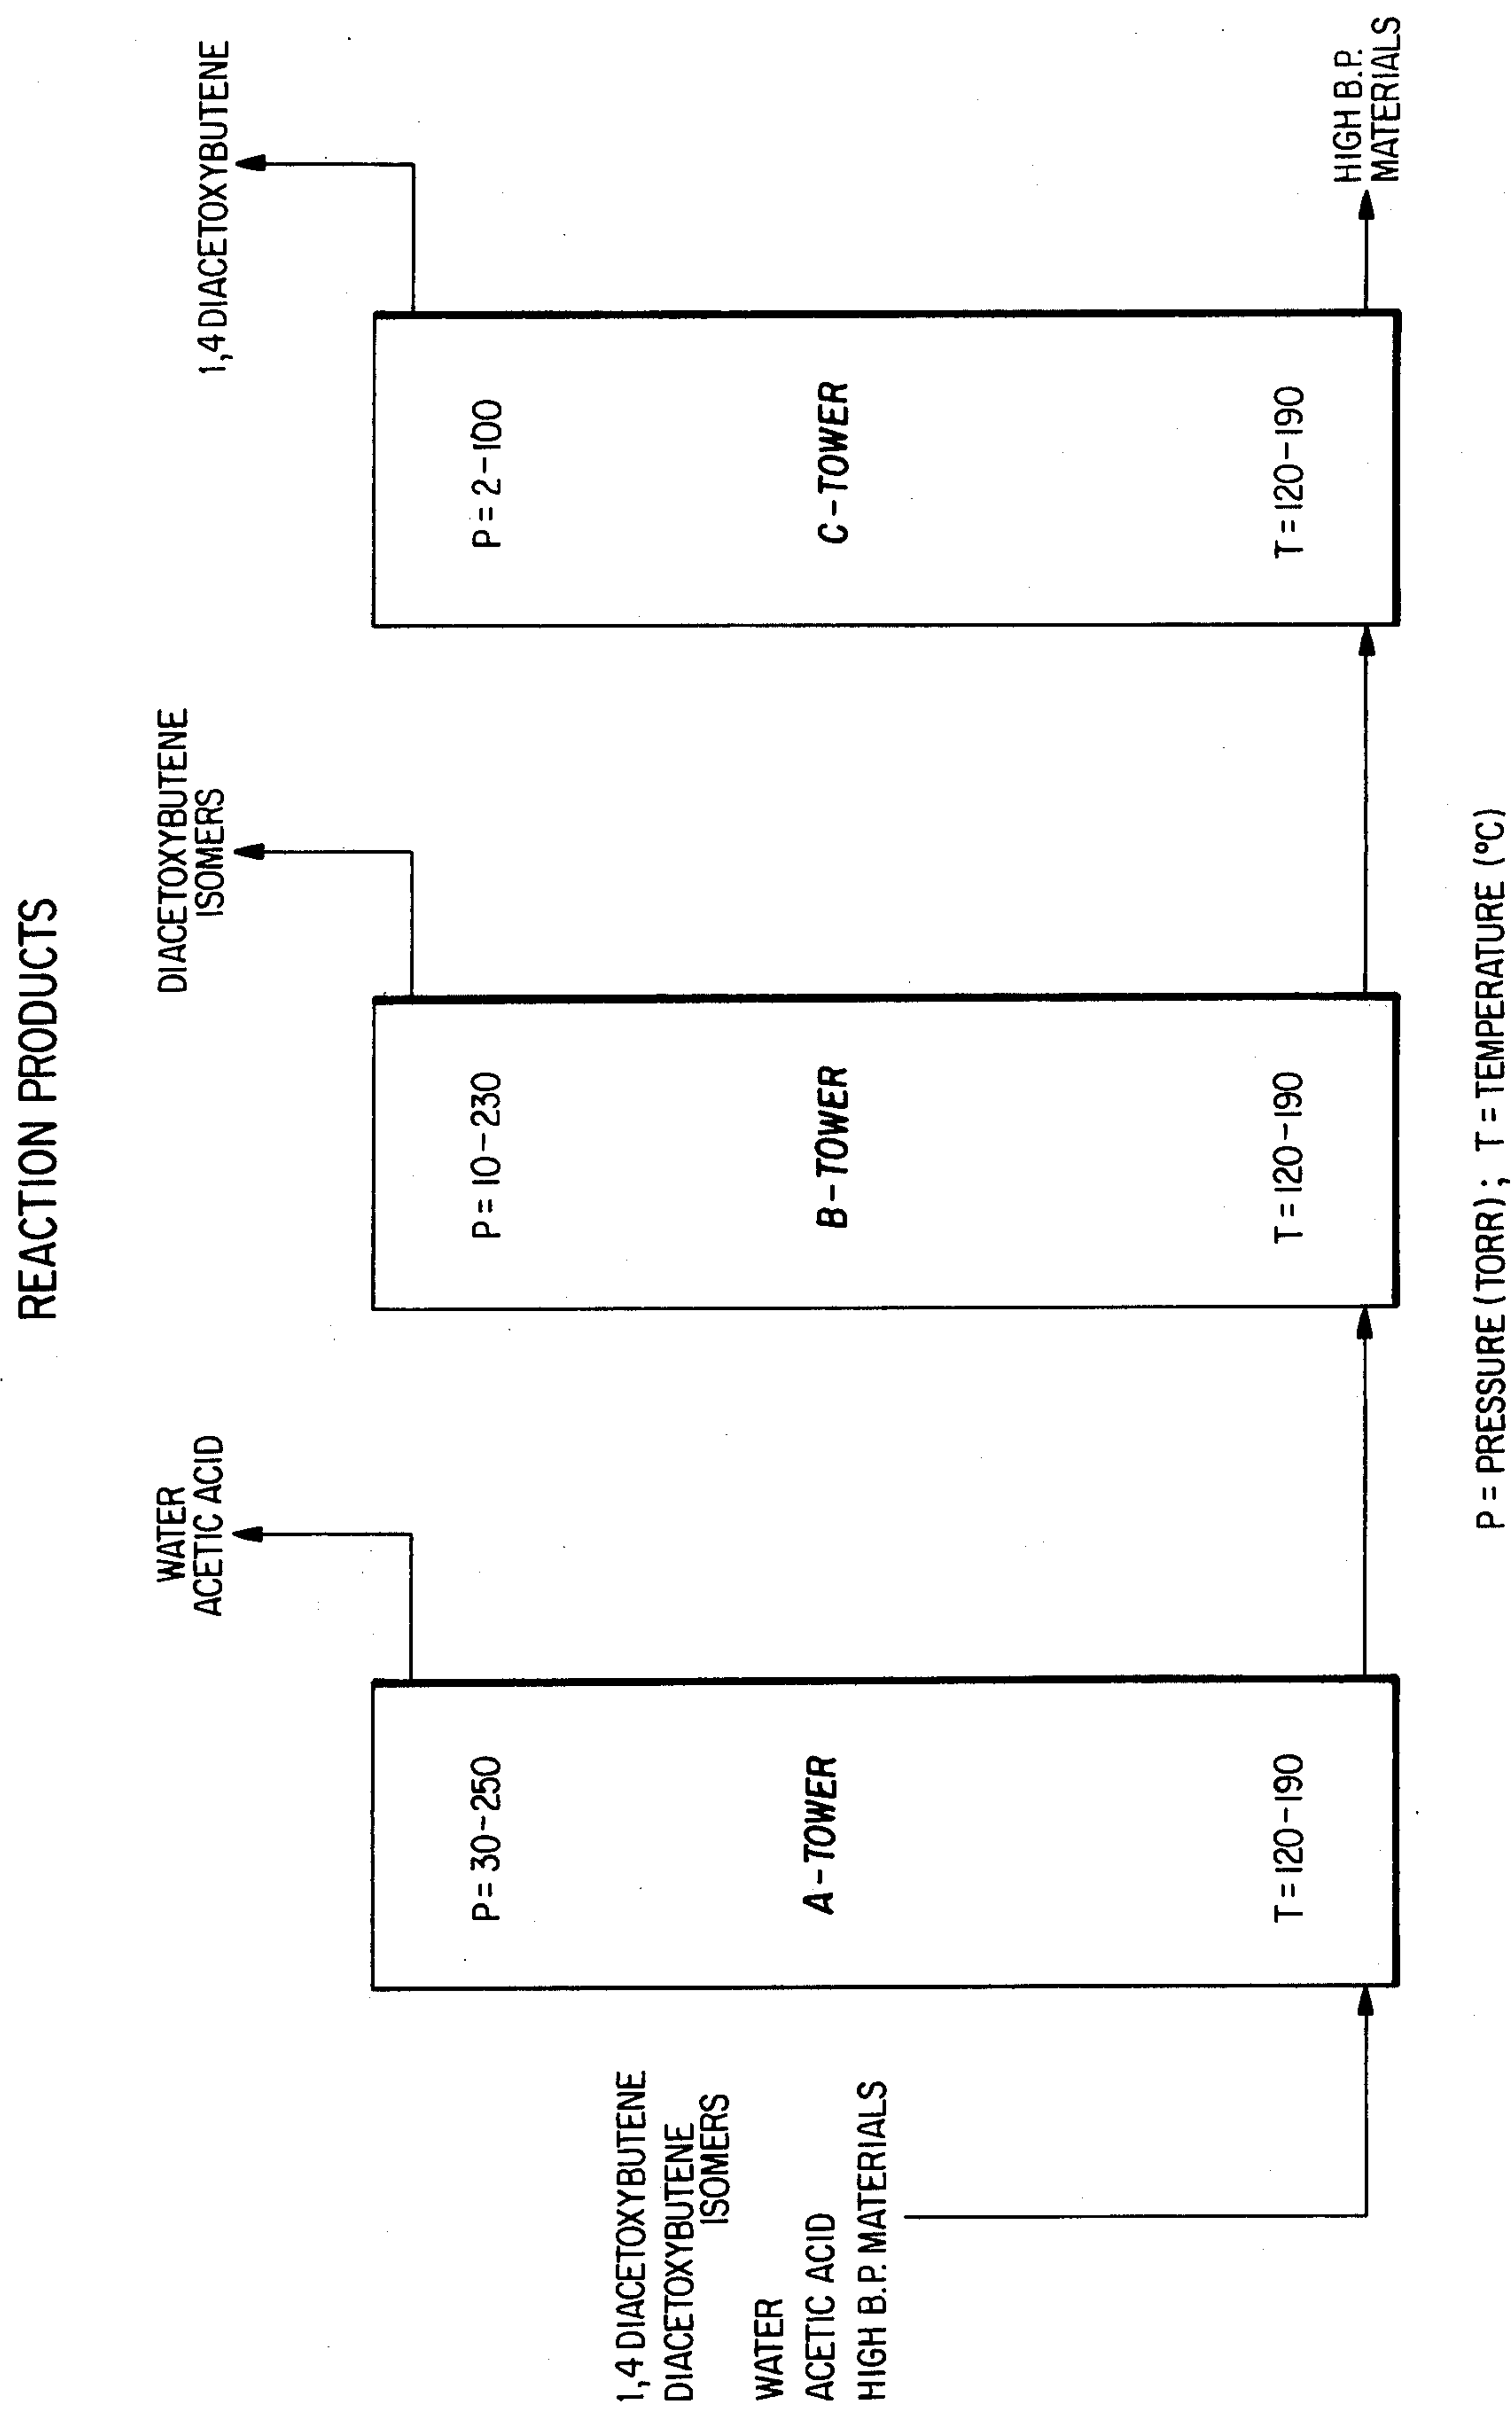 REACTION PRODUCTS
1,4 DIACETOXYBUTENE
DIACETOXYBUTENE
ISOMERS
WATER
ACETIC ACID
HIGH B.P. MATERIALS
WATER
ACETIC ACID
P = 30-250
A-TOWER
T = 120-190
DIACETOXYBUTENE
ISOMERS
P = 10-230
B-TOWER
T = 120-190
1,4 DIACETOXYBUTENE
P = 2-100
C-TOWER
T = 120-190
HIGH B.P.
MATERIALS
P = PRESSURE (TORR) ; T = TEMPERATURE (°C)